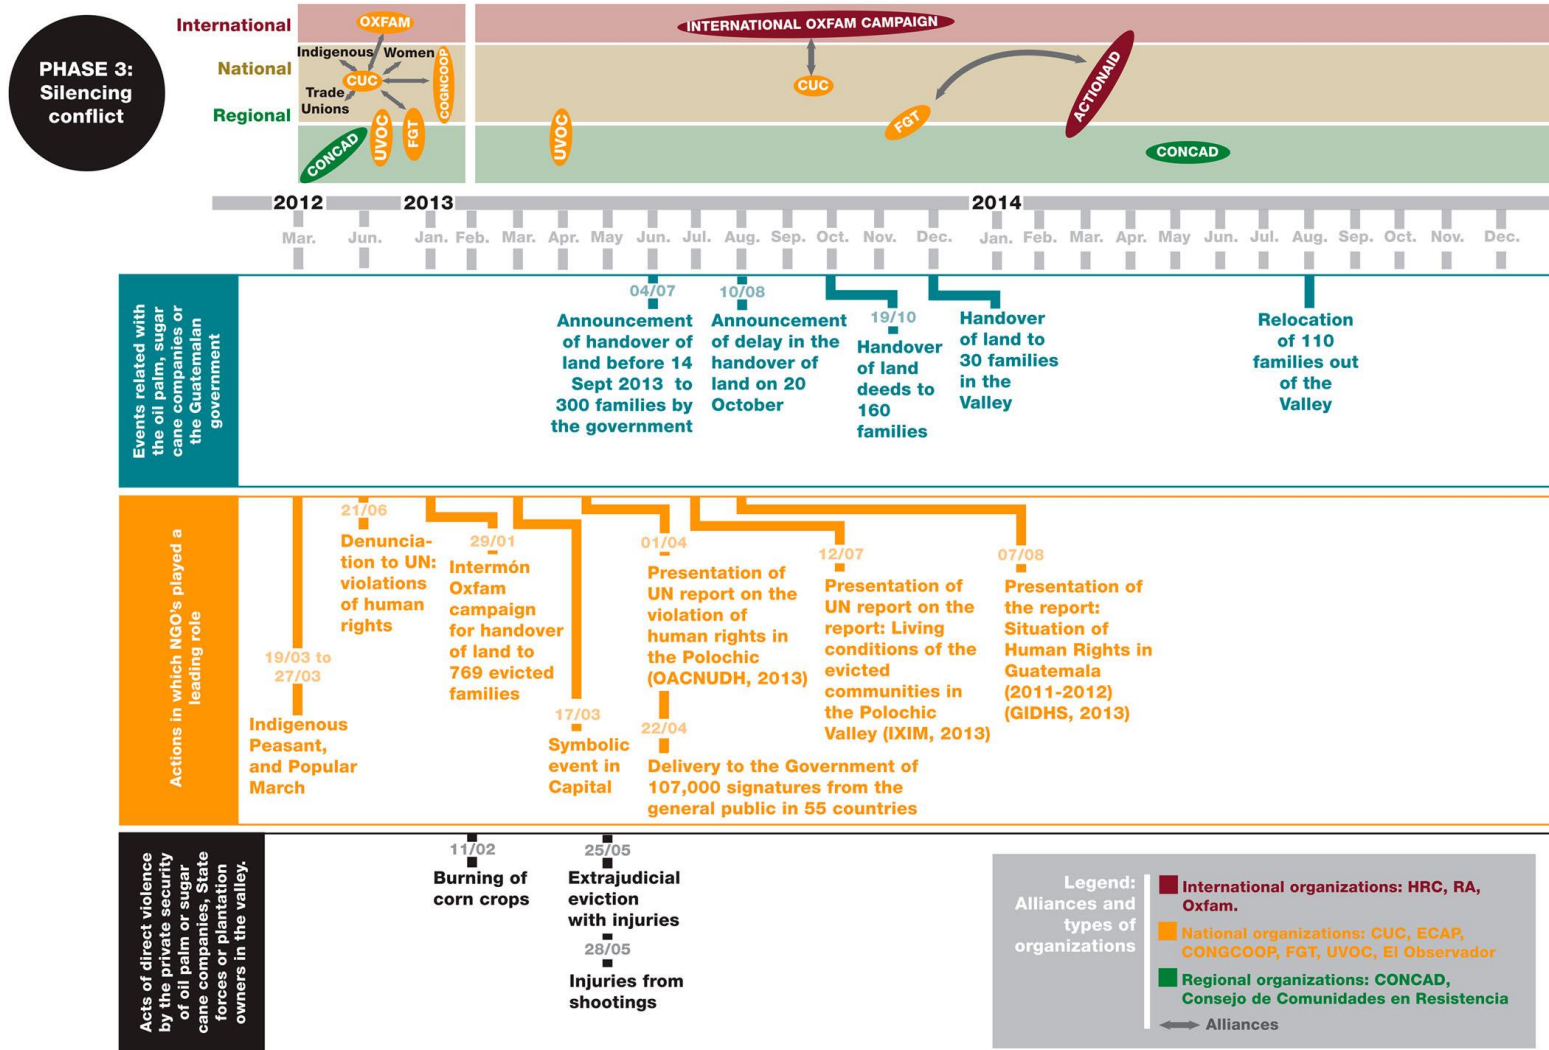 PHASE 3:
Silencing
conflict
International
National
Regional
OXFAM
Indigenous
Women
CUC
Trade
Unions
COGNCOOP
CONCAD
UVOC
FGT
INTERNATIONAL OXFAM CAMPAIGN
CUC
UVOC
FGT
ACTIONAID
CONCAD
2012 2013 2014
Mar. Jun. Jan. Feb. Mar. Apr. May Jun. Jul. Aug. Sep. Oct. Nov. Dec. Jan. Feb. Mar. Apr. May Jun. Jul. Aug. Sep. Oct. Nov. Dec.
Events related with
the oil palm, sugar
cane companies or
the Guatemalan
government
04/07
Announcement
of handover of
land before 14
Sept 2013 to
300 families by
the government
10/08
Announcement
of delay in the
handover of
land on 20
October
19/10
Handover
of land
deeds to
160
families
Handover
of land to
30 families
in the
Valley
Relocation
of 110
families out
of the
Valley
Actions in which NGO's played a
leading role
19/03 to
27/03
Indigenous
Peasant,
and Popular
March
21/06
Denuncia-
tion to UN:
violations
of human
rights
29/01
Intermón
Oxfam
campaign
for handover
of land to
769 evicted
families
17/03
Symbolic
event in
Capital
01/04
Presentation of
UN report on the
violation of
human rights in
the Polochic
(OACNUDH, 2013)
22/04
Delivery to the Government of
107,000 signatures from the
general public in 55 countries
12/07
Presentation of
UN report on the
report: Living
conditions of the
evicted
communities in
the Polochic
Valley (IXIM, 2013)
07/08
Presentation of
the report:
Situation of
Human Rights in
Guatemala
(2011-2012)
(GIDHS, 2013)
Acts of direct violence
by the private security
of oil palm or sugar
cane companies, State
forces or plantation
owners in the valley.
11/02
Burning of
corn crops
25/05
Extrajudicial
eviction
with injuries
28/05
Injuries from
shootings
Legend:
Alliances and
types of
organizations
International organizations: HRC, RA,
Oxfam.
National organizations: CUC, ECAP,
CONGCOOP, FGT, UVOC, El Observador
Regional organizations: CONCAD,
Consejo de Comunidades en Resistencia
Alliances